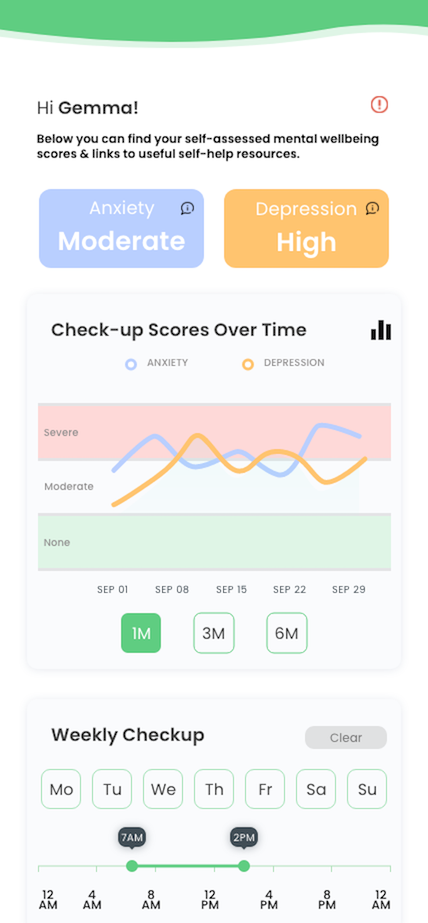 Hi Gemma!
Below you can find your self-assessed mental wellbeing
scores & links to useful self-help resources.
Anxiety
Moderate
Depression
High
Check-up Scores Over Time
ANXIETY
DEPRESSION
Severe
Moderate
None
SEP 01 SEP 08 SEP 15 SEP 22 SEP 29
1M 3M 6M
Weekly Checkup
Clear
Mo Tu We Th Fr Sa Su
7AM 2PM
12 AM 4 AM 8 AM 12 PM 4 PM 8 PM 12 AM